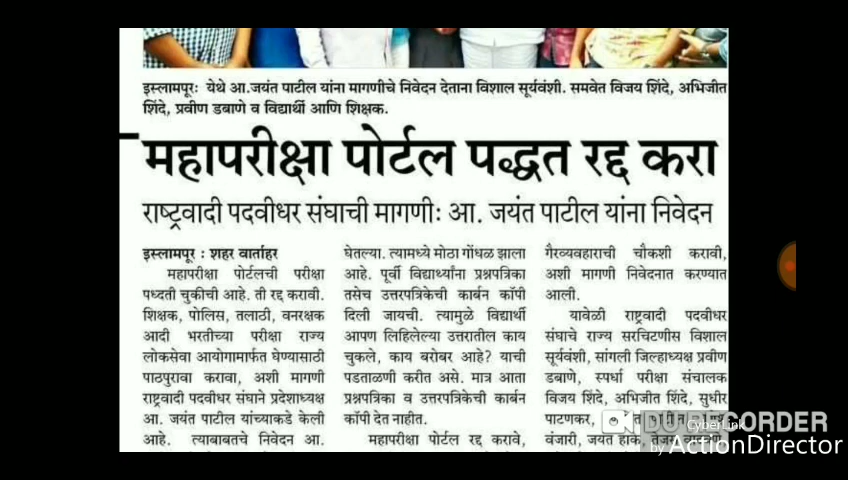 इस्लामपूरः येथे आ.जयंत पाटील यांना मागणीचे निवेदन देताना विशाल सूर्यवंशी. समवेत विजय शिंदे, अभिजीत
शिंदे, प्रवीण डबाणे व विद्यार्थी आणि शिक्षक.
महापरीक्षा पोर्टल पद्धत रद्द करा
राष्ट्रवादी पदवीधर संघाची मागणीः आ. जयंत पाटील यांना निवेदन
इस्लामपूर : शहर वार्ताहर
महापरीक्षा पोर्टलची परीक्षा
पध्दती चुकीची आहे. ती रद्द करावी.
शिक्षक, पोलिस, तलाठी, वनरक्षक
आदी भरतीच्या परीक्षा राज्य
लोकसेवा आयोगामार्फत घेण्यासाठी
पाठपुरावा करावा, अशी मागणी
राष्ट्रवादी पदवीधर संघाने प्रदेशाध्यक्ष
आ. जयंत पाटील यांच्याकडे केली
आहे. त्याबाबतचे निवेदन आ.
घेतल्या. त्यामध्ये मोठा गोंधळ झाला
आहे. पूर्वी विद्यार्थ्यांना प्रश्नपत्रिका
तसेच उत्तरपत्रिकेची कार्बन कॉपी
दिली जायची. त्यामुळे विद्यार्थी
आपण लिहिलेल्या उत्तरातील काय
चुकले, काय बरोबर आहे? याची
पडताळणी करीत असे. मात्र आता
प्रश्नपत्रिका व उत्तरपत्रिकेची कार्बन
कॉपी देत नाहीत.
महापरीक्षा पोर्टल रद्द करावे,
गैरव्यवहाराची चौकशी करावी,
अशी मागणी निवेदनात करण्यात
आली.
यावेळी राष्ट्रवादी पदवीधर
संघाचे राज्य सरचिटणीस विशाल
सूर्यवंशी, सांगली जिल्हाध्यक्ष प्रवीण
डबाणे, स्पर्धा परीक्षा संचालक
विजय शिंदे, अभिजीत शिंदे, सुधीर
पाटणकर,
वंजारी, जयंत हाके,
DU RECORDER
CyberLink
by ActionDirector